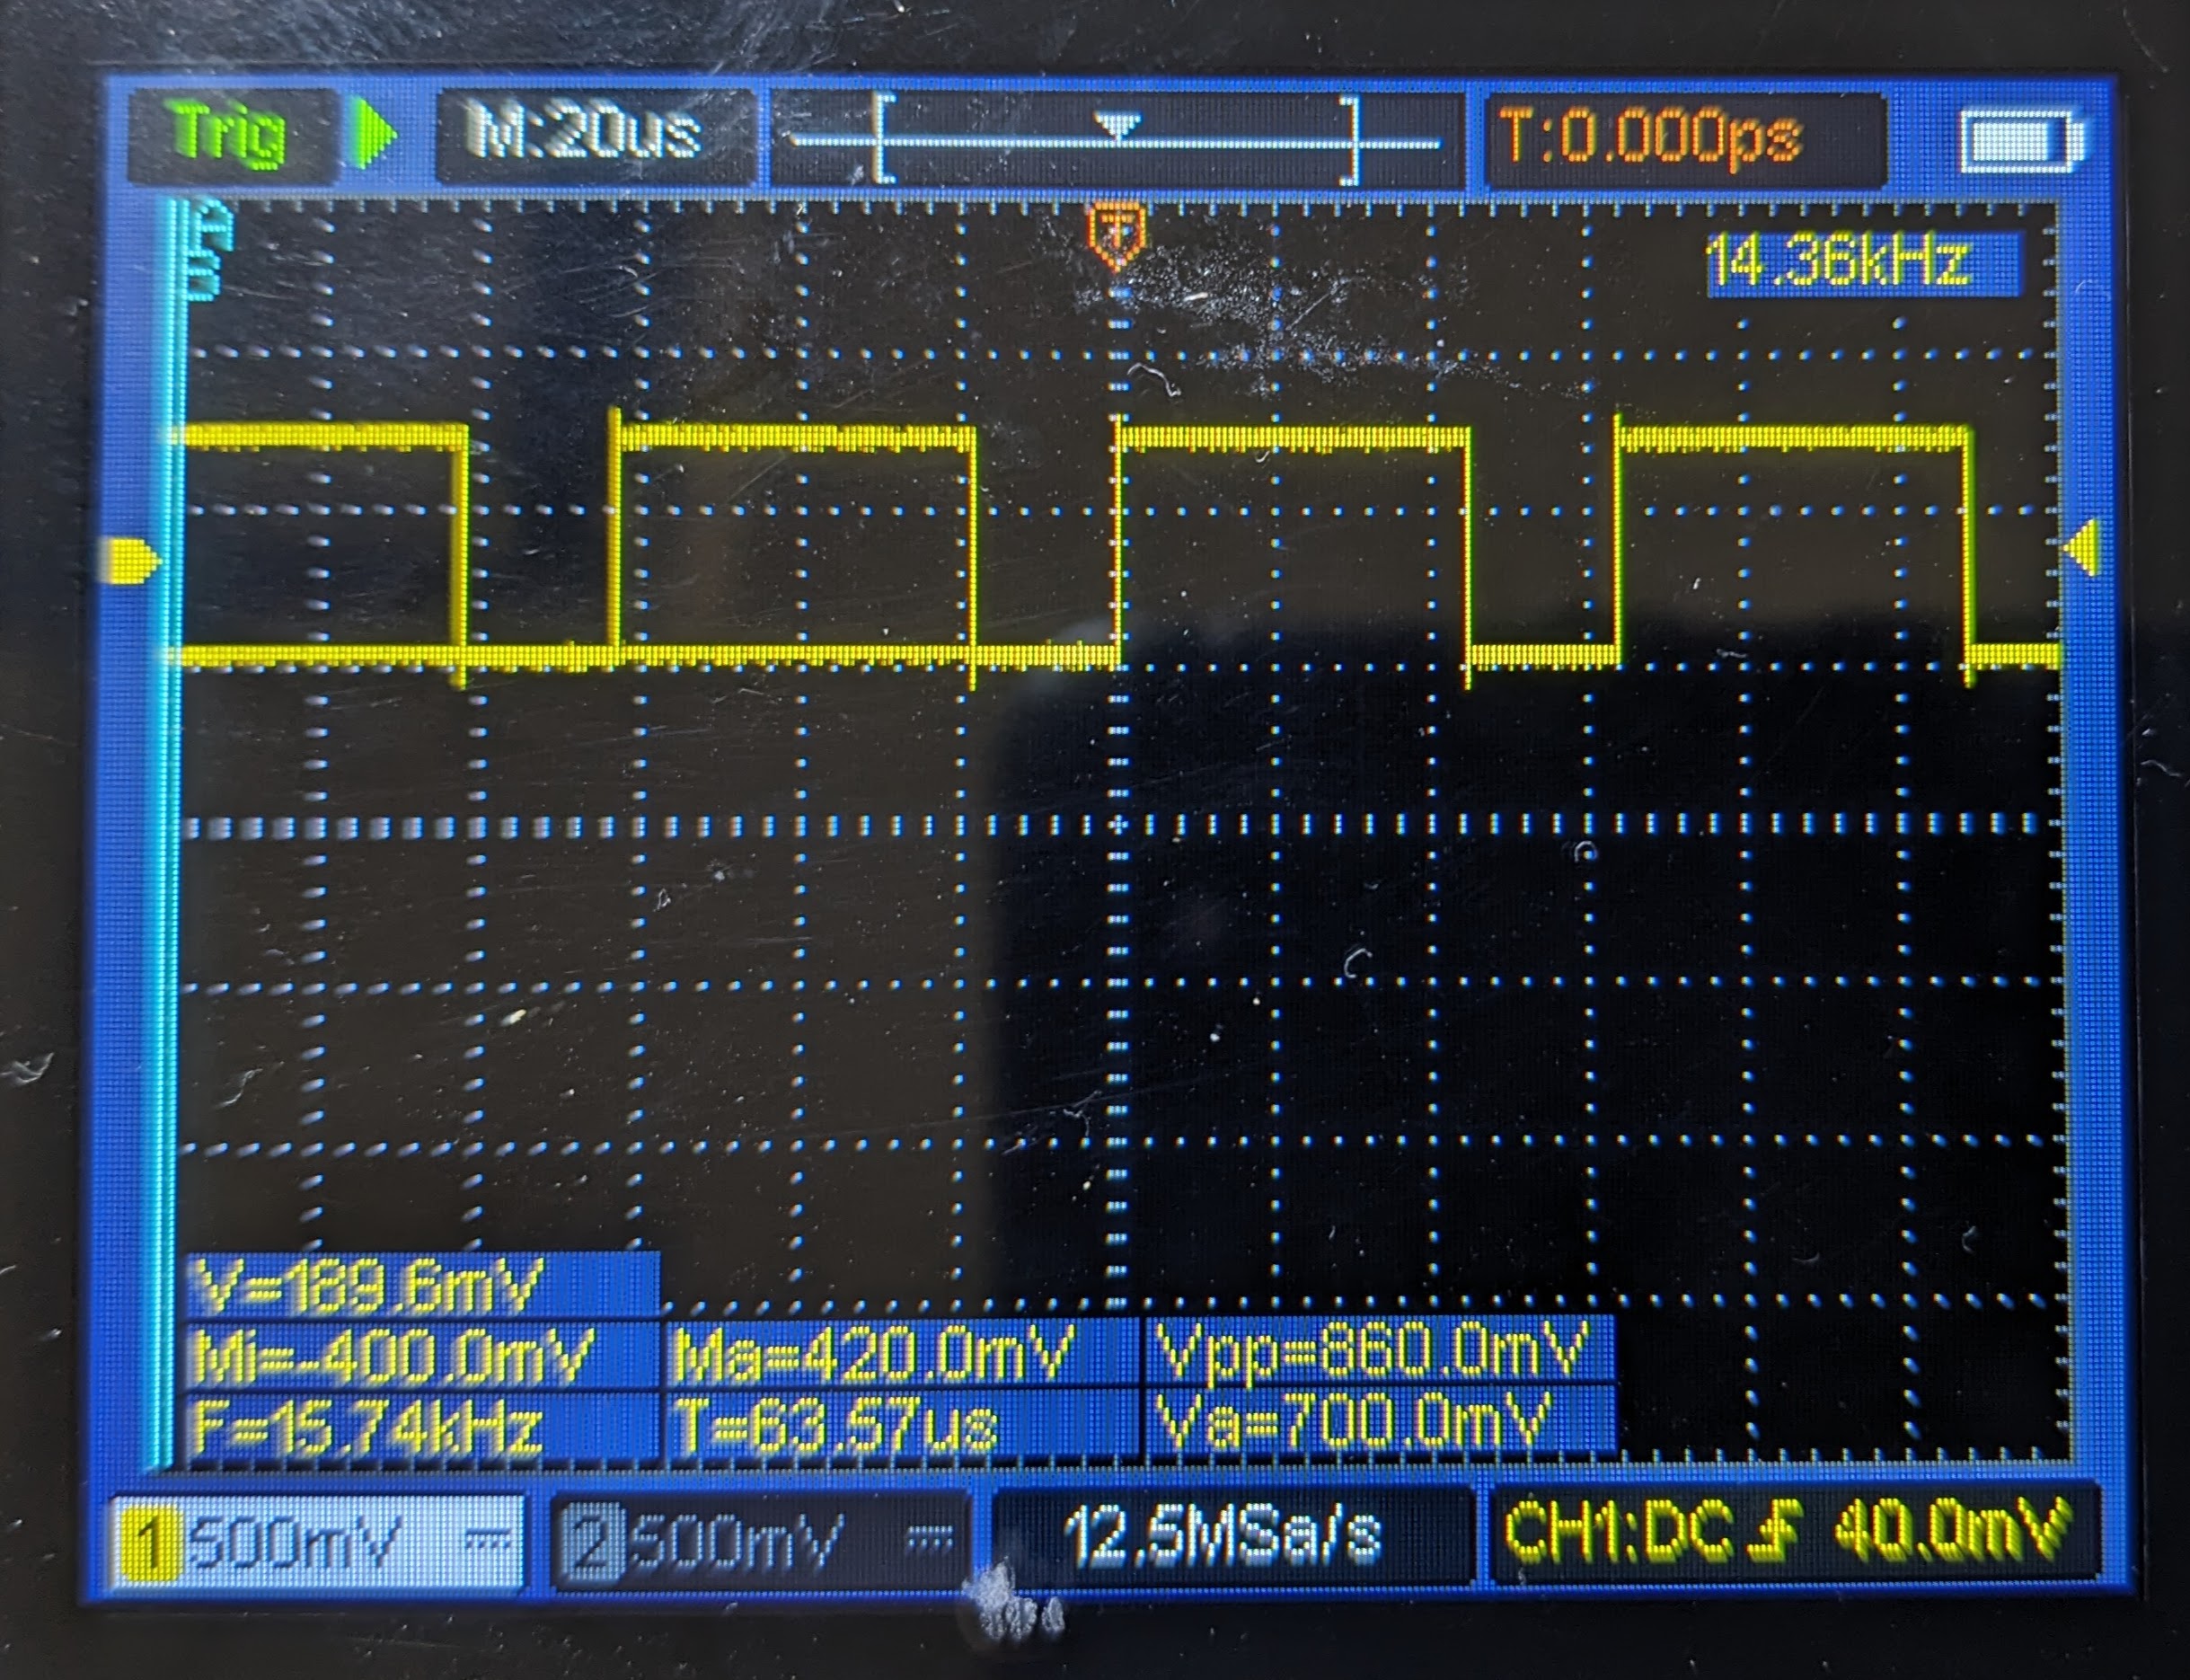 Trig M:20us T:0.000ps
T
14.36kHz
V=189.6mV
Mi=-400.0mV Ma=420.0mV Vpp=860.0mV
F=15.74kHz T=63.57us Va=700.0mV
1 500mV 2 500mV 12.5MSa/s CH1:DC 40.0mV